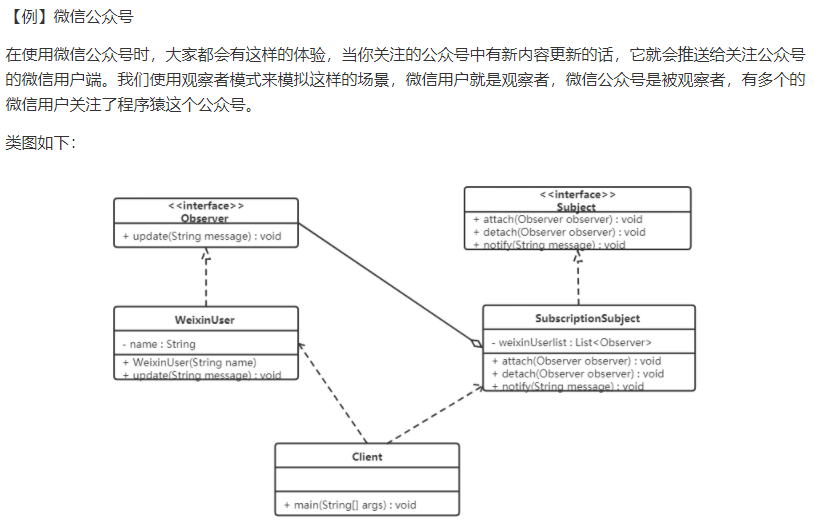 【例】微信公众号
在使用微信公众号时，大家都会有这样的体验，当你关注的公众号中有新内容更新的话，它就会推送给关注公众号
的微信用户端。我们使用观察者模式来模拟这样的场景，微信用户就是观察者，微信公众号是被观察者，有多个的
微信用户关注了程序猿这个公众号。
类图如下：
<<interface>>
Observer
+ update(String message) : void
<<interface>>
Subject
+ attach(Observer observer) : void
+ detach(Observer observer) : void
+ notify(String message) : void
WeixinUser
- name : String
+ WeixinUser(String name)
+ update(String message) : void
SubscriptionSubject
- weixinUserlist : List<Observer>
+ attach(Observer observer) : void
+ detach(Observer observer) : void
+ notify(String message) : void
Client
+ main(String[] args) : void